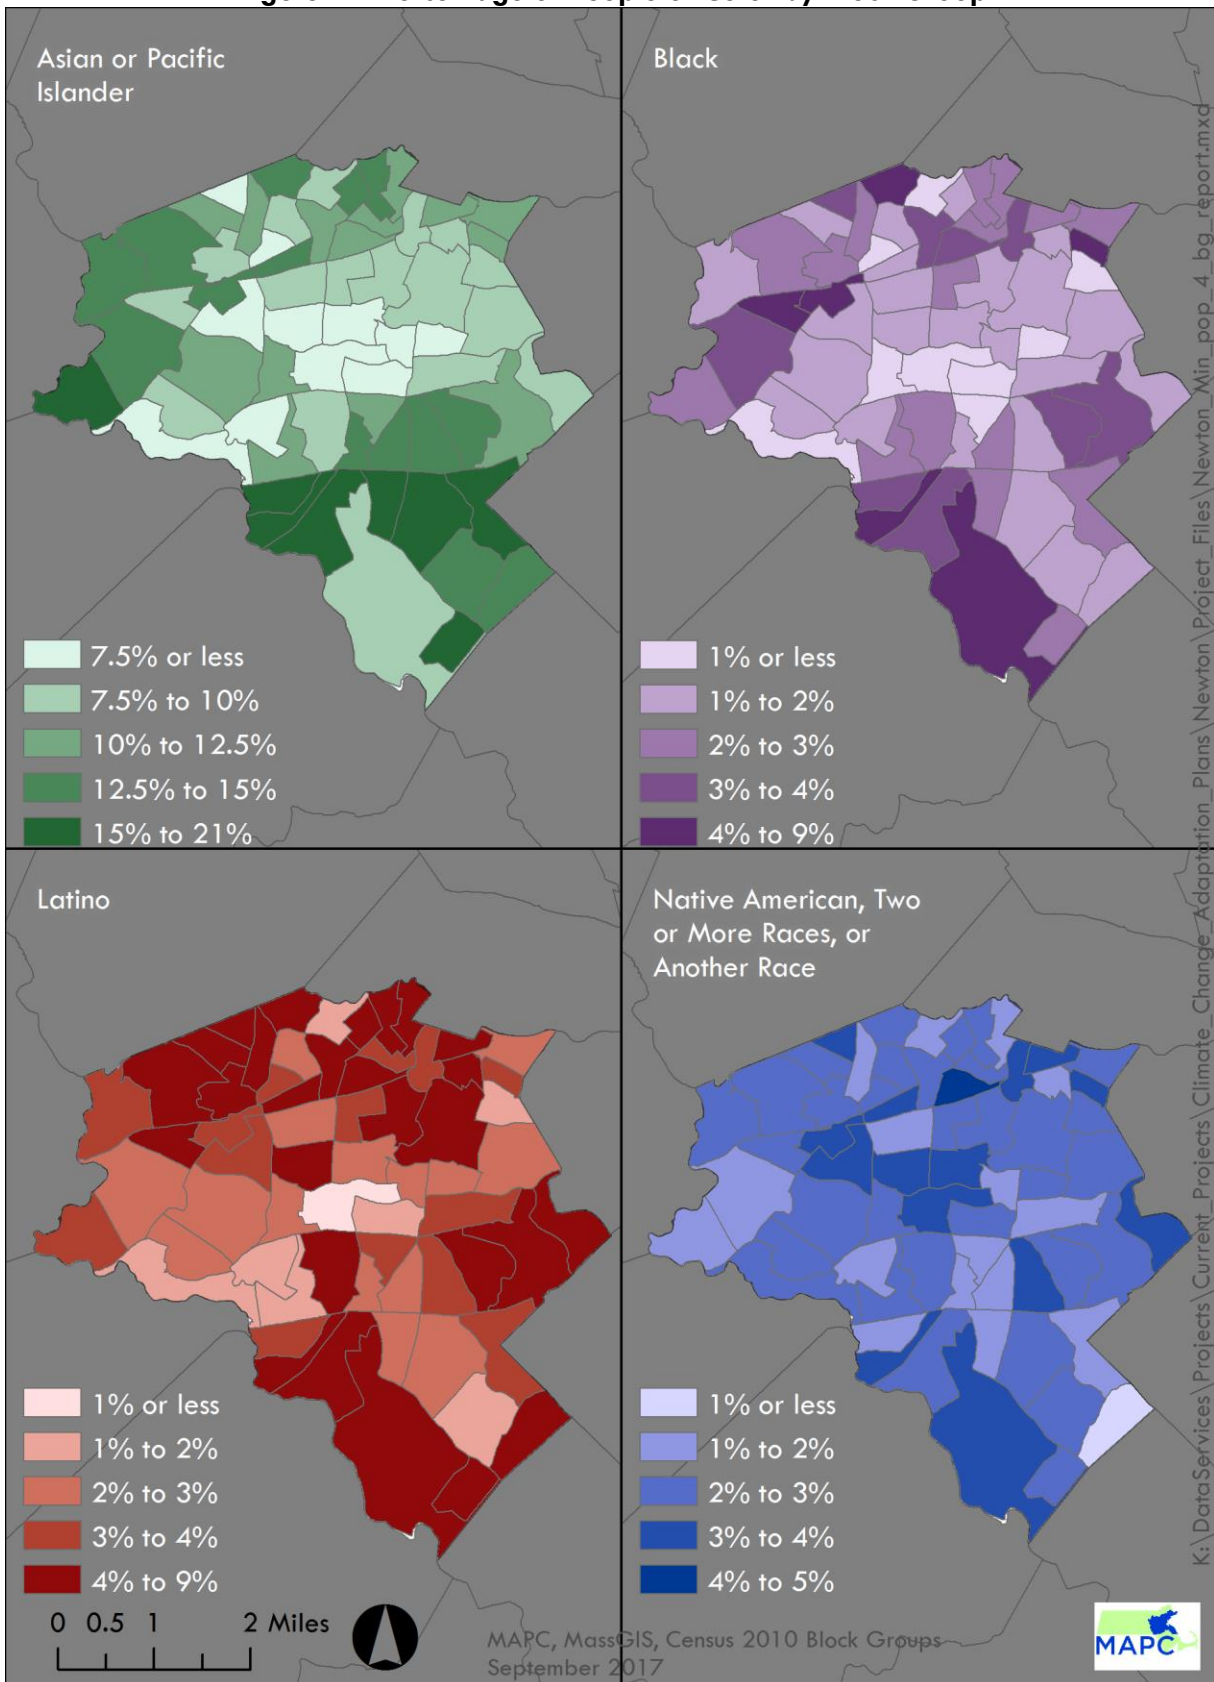 Asian or Pacific
Islander
7.5% or less
7.5% to 10%
10% to 12.5%
12.5% to 15%
15% to 21%
Black
1% or less
1% to 2%
2% to 3%
3% to 4%
4% to 9%
Latino
1% or less
1% to 2%
2% to 3%
3% to 4%
4% to 9%
0 0.5 1 2 Miles
Native American, Two
or More Races, or
Another Race
1% or less
1% to 2%
2% to 3%
3% to 4%
4% to 5%
MAPC, MassGIS, Census 2010 Block Groups
September 2017
MAPC
K:\DataServices\Projects\Current_Projects\Climate_Change_Adaptation_Plans\Newton\Project_Files\Newton_Min_pop_4_bg_report.mxd